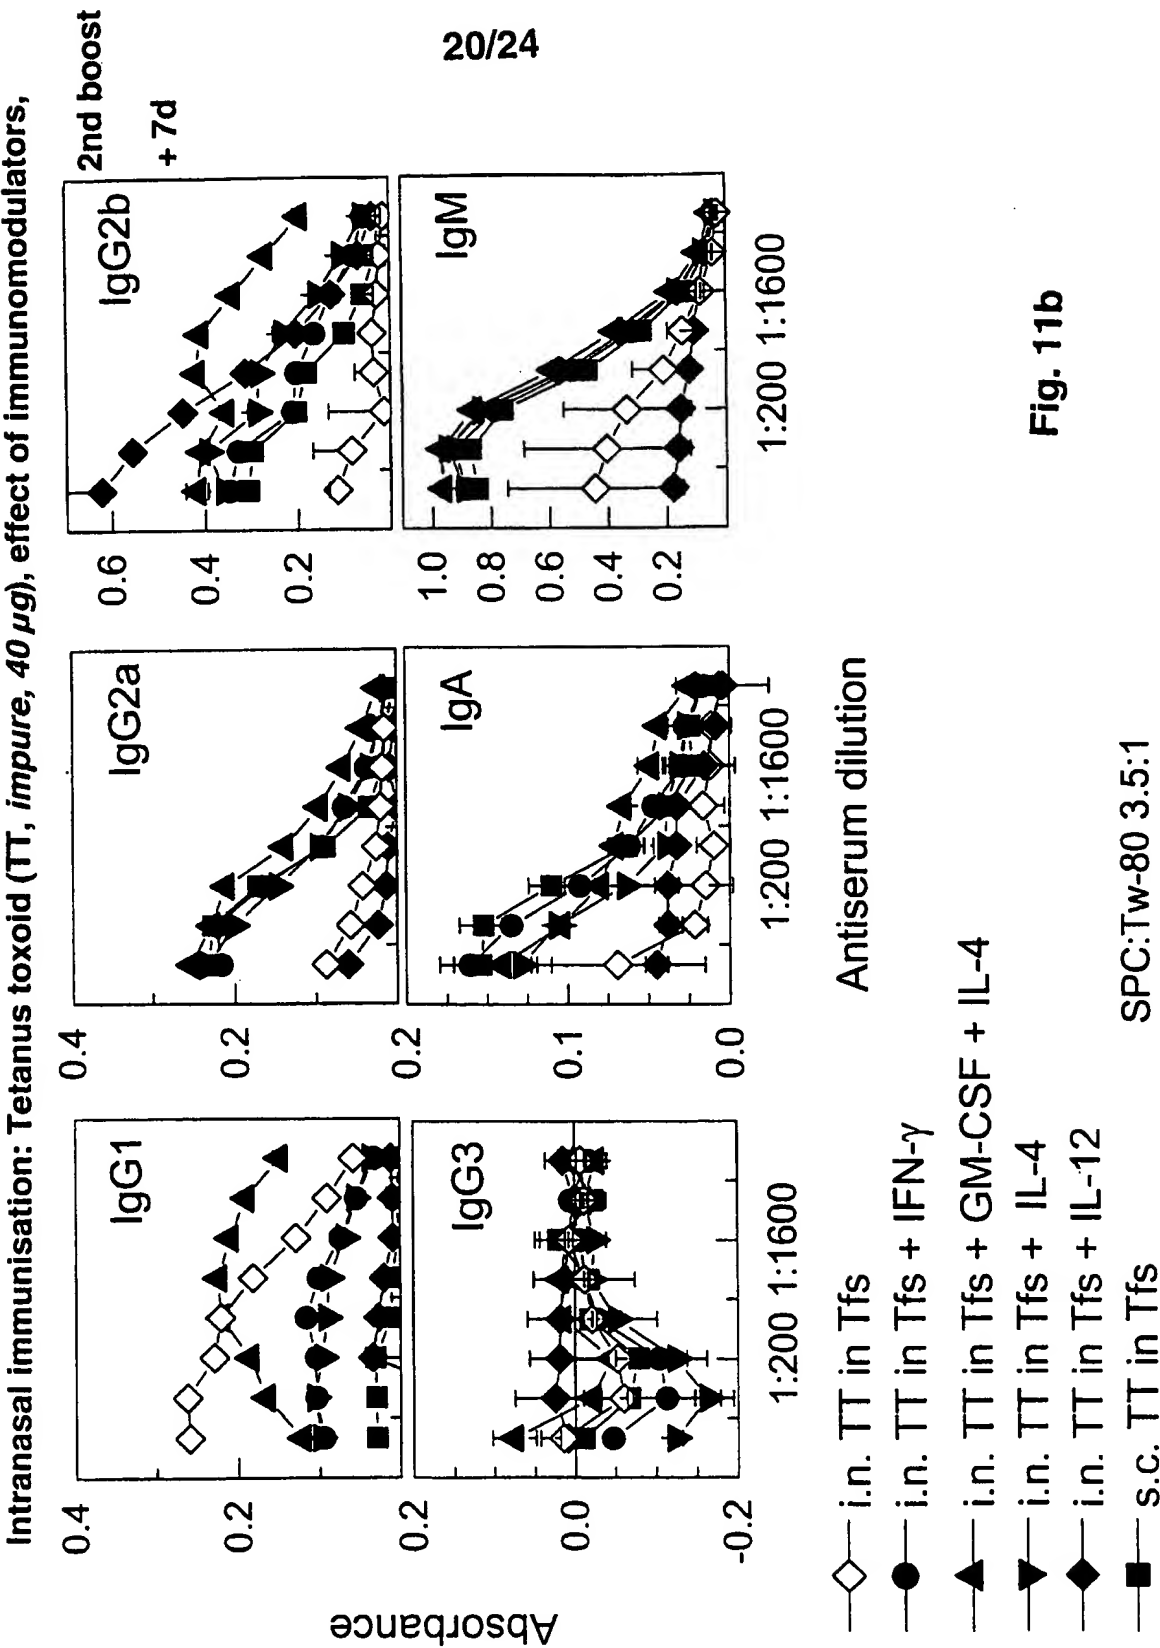 20/24
Intranasal immunisation: Tetanus toxoid (TT, impure, 40 µg), effect of immunomodulators,
2nd boost
+ 7d
Absorbance
0.4
0.2
IgG1
0.4
0.2
IgG2a
0.6
0.4
0.2
IgG2b
0.2
0.0
-0.2
IgG3
1:200 1:1600
0.2
0.1
0.0
IgA
1:200 1:1600
1.0
0.8
0.6
0.4
0.2
IgM
1:200 1:1600
Antiserum dilution
i.n. TT in Tfs
i.n. TT in Tfs + IFN-γ
i.n. TT in Tfs + GM-CSF + IL-4
i.n. TT in Tfs + IL-4
i.n. TT in Tfs + IL-12
s.c. TT in Tfs
SPC:Tw-80 3.5:1
Fig. 11b